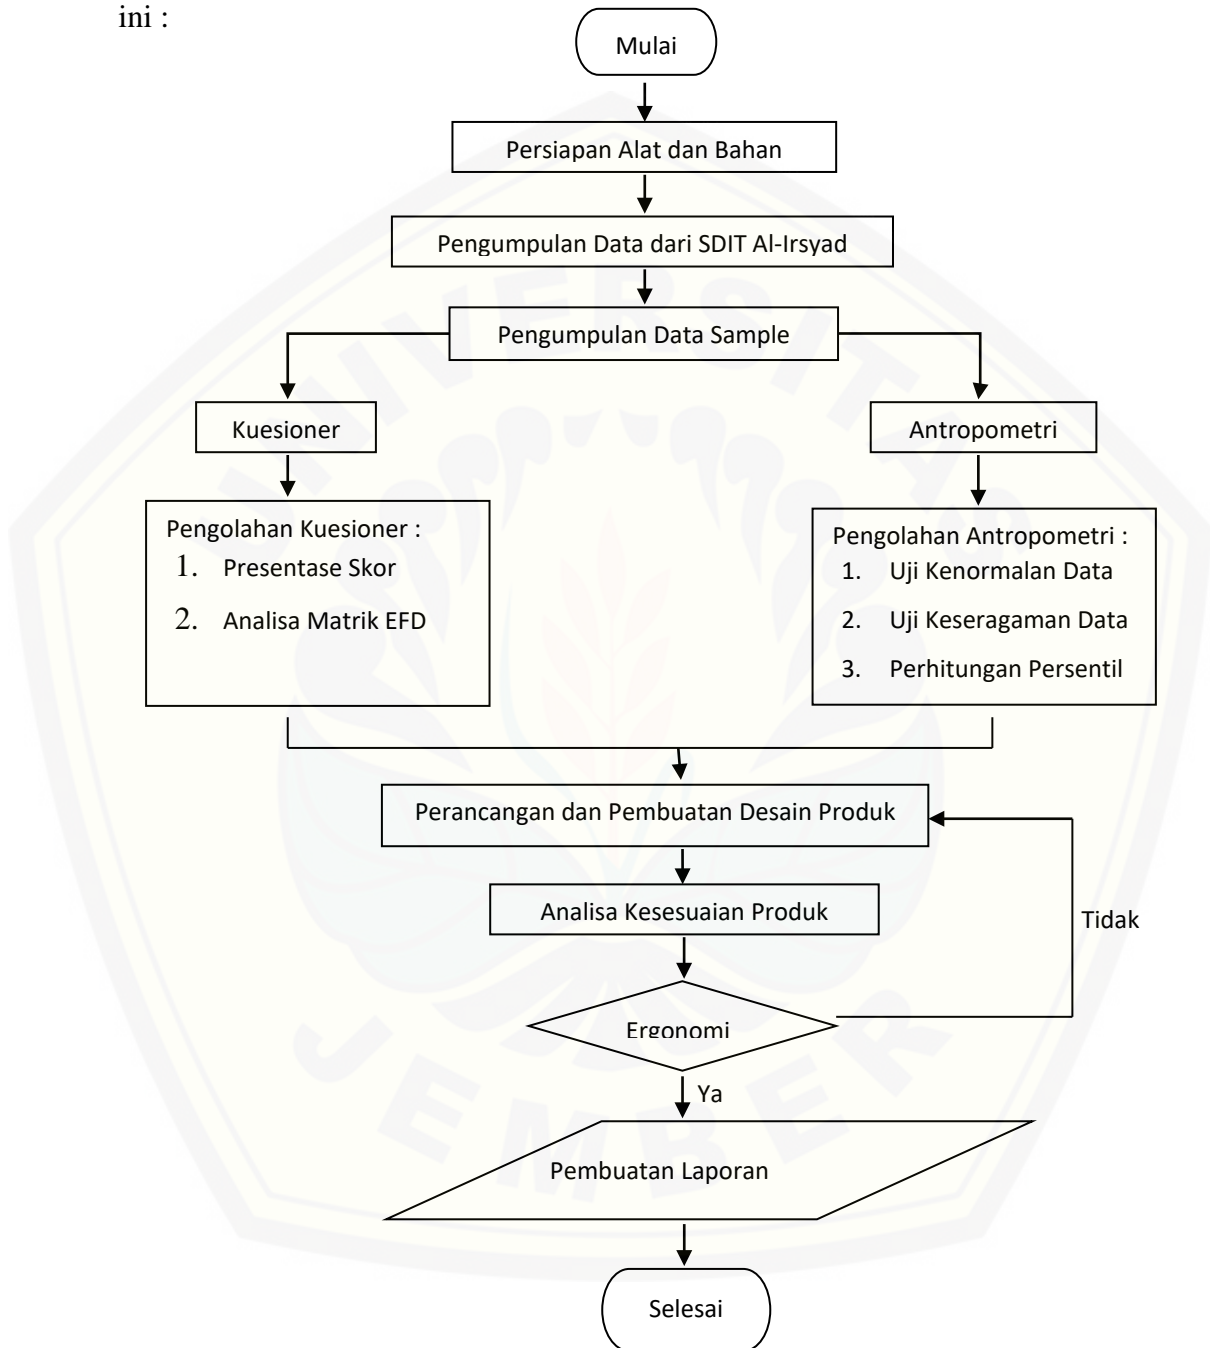 ini :
Mulai
Persiapan Alat dan Bahan
Pengumpulan Data dari SDIT Al-Irsyad
Pengumpulan Data Sample
Kuesioner
Antropometri
Pengolahan Kuesioner :
1. Presentase Skor
2. Analisa Matrik EFD
Pengolahan Antropometri :
1. Uji Kenormalan Data
2. Uji Keseragaman Data
3. Perhitungan Persentil
Perancangan dan Pembuatan Desain Produk
Analisa Kesesuaian Produk
Tidak
Ergonomi
Ya
Pembuatan Laporan
Selesai
UNIVERSITAS
JEMBER